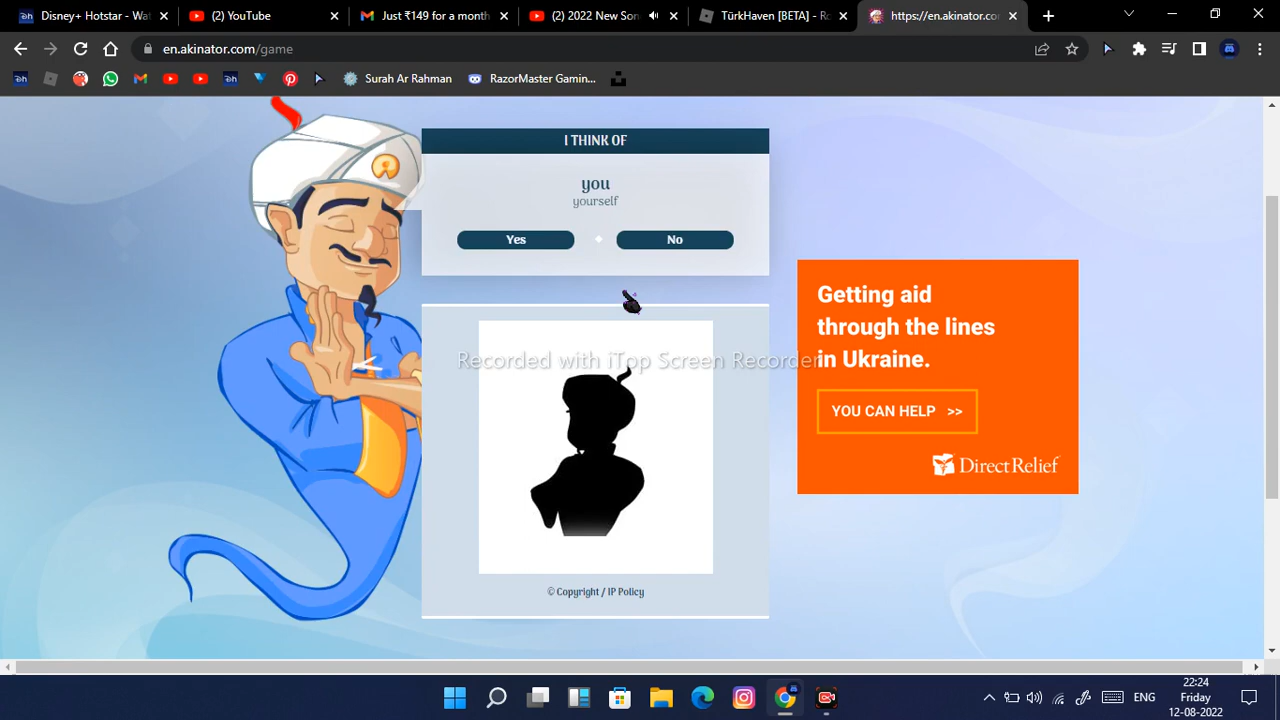 Disney+ Hotstar - Wat
(2) YouTube
Just ₹149 for a month
(2) 2022 New Son
TürkHaven [BETA] - Ro
https://en.akinator.co
en.akinator.com/game
Surah Ar Rahman
RazorMaster Gamin...
I THINK OF
you
yourself
Yes
No
Recorded with iTop Screen Recorder
Getting aid
through the lines
in Ukraine.
YOU CAN HELP >>
DirectRelief
© Copyright / IP Policy
ENG
22:24
Friday
12-08-2022